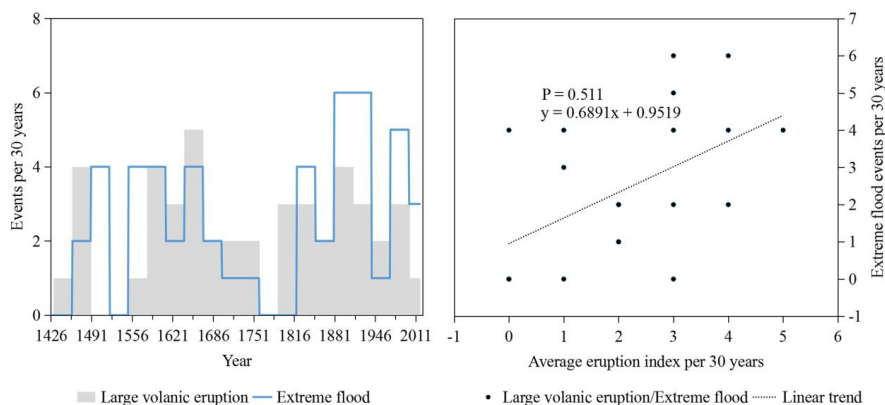 8
6
4
2
0
Events per 30 years
1426 1491 1556 1621 1686 1751 1816 1881 1946 2011
Year
Large volanic eruption Extreme flood
P = 0.511
y = 0.6891x + 0.9519
7
6
5
4
3
2
1
0
-1
Extreme flood events per 30 years
-1 0 1 2 3 4 5 6
Average eruption index per 30 years
Large volanic eruption/Extreme flood Linear trend